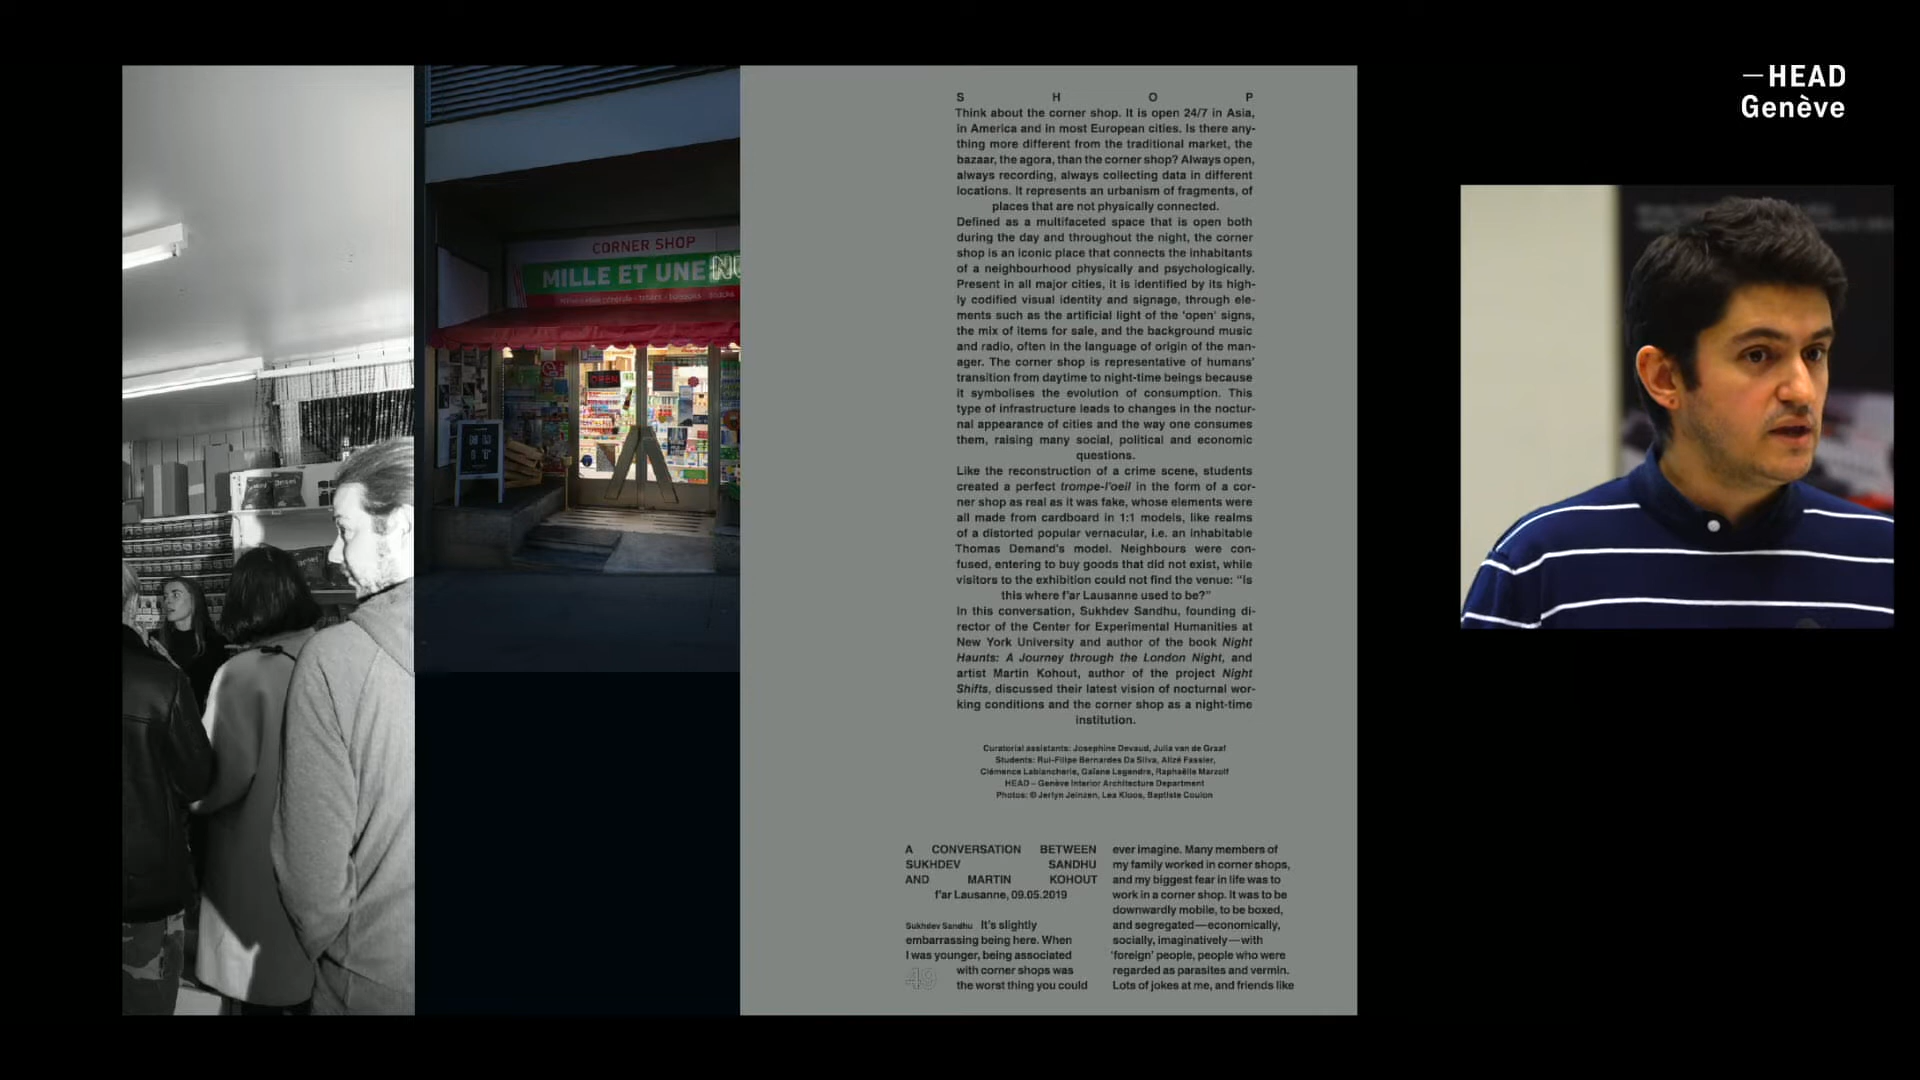 —HEAD
Genève
CORNER SHOP
MILLE ET UNE NU
OPEN
NU
IT
S H O P
Think about the corner shop. It is open 24/7 in Asia,
in America and in most European cities. Is there any-
thing more different from the traditional market, the
bazaar, the agora, than the corner shop? Always open,
always recording, always collecting data in different
locations. It represents an urbanism of fragments, of
places that are not physically connected.
Defined as a multifaceted space that is open both
during the day and throughout the night, the corner
shop is an iconic place that connects the inhabitants
of a neighbourhood physically and psychologically.
Present in all major cities, it is identified by its high-
ly codified visual identity and signage, through ele-
ments such as the artificial light of the 'open' signs,
the mix of items for sale, and the background music
and radio, often in the language of origin of the man-
ager. The corner shop is representative of humans'
transition from daytime to night-time beings because
it symbolises the evolution of consumption. This
type of infrastructure leads to changes in the noctur-
nal appearance of cities and the way one consumes
them, raising many social, political and economic
questions.
Like the reconstruction of a crime scene, students
created a perfect trompe-l'oeil in the form of a cor-
ner shop as real as it was fake, whose elements were
all made from cardboard in 1:1 models, like realms
of a distorted popular vernacular, i.e. an inhabitable
Thomas Demand's model. Neighbours were con-
fused, entering to buy goods that did not exist, while
visitors to the exhibition could not find the venue: "Is
this where f'ar Lausanne used to be?"
In this conversation, Sukhdev Sandhu, founding di-
rector of the Center for Experimental Humanities at
New York University and author of the book Night
Haunts: A Journey through the London Night, and
artist Martin Kohout, author of the project Night
Shifts, discussed their latest vision of nocturnal wor-
king conditions and the corner shop as a night-time
institution.
Curatorial assistants: Josephine Devaud, Julia van de Graaf
Students: Rui-Filipe Bernardes Da Silva, Alizé Fassier,
Clémence Lablancherie, Gaïane Legendre, Raphaëlle Marzolf
HEAD – Genève Interior Architecture Department
Photos: © Jerlyn Jeinzen, Lea Kloos, Baptiste Coulon
A CONVERSATION BETWEEN
SUKHDEV SANDHU
AND MARTIN KOHOUT
f'ar Lausanne, 09.05.2019
Sukhdev Sandhu It's slightly
embarrassing being here. When
I was younger, being associated
with corner shops was
the worst thing you could
49
ever imagine. Many members of
my family worked in corner shops,
and my biggest fear in life was to
work in a corner shop. It was to be
downwardly mobile, to be boxed,
and segregated—economically,
socially, imaginatively—with
'foreign' people, people who were
regarded as parasites and vermin.
Lots of jokes at me, and friends like